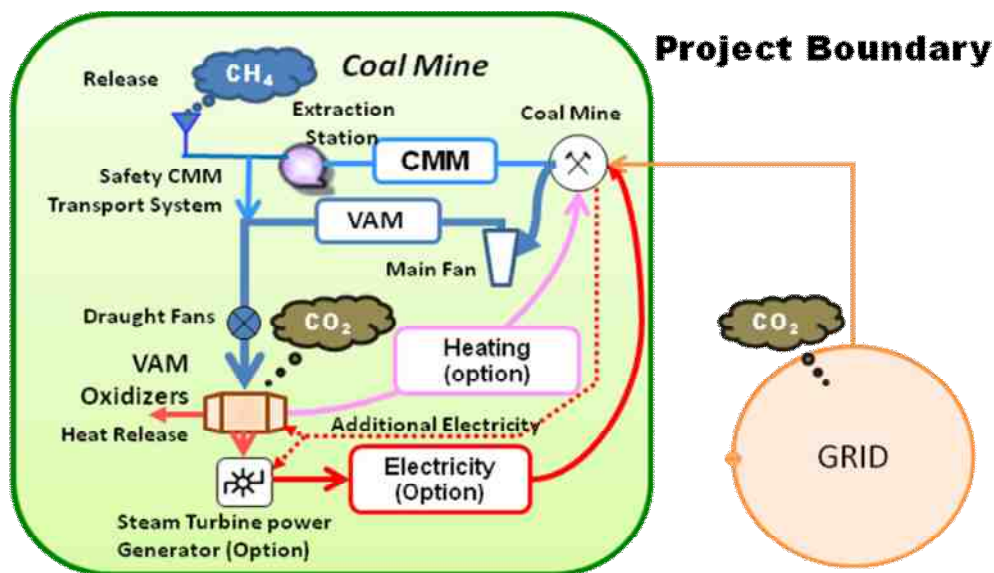 Project Boundary
Coal Mine
Release
CH4
Extraction
Station
Coal Mine
CMM
Safety CMM
Transport System
VAM
Main Fan
Draught Fans
CO2
CO2
VAM
Oxidizers
Heating
(option)
Heat Release
Additional Electricity
GRID
Electricity
(Option)
Steam Turbine power
Generator (Option)